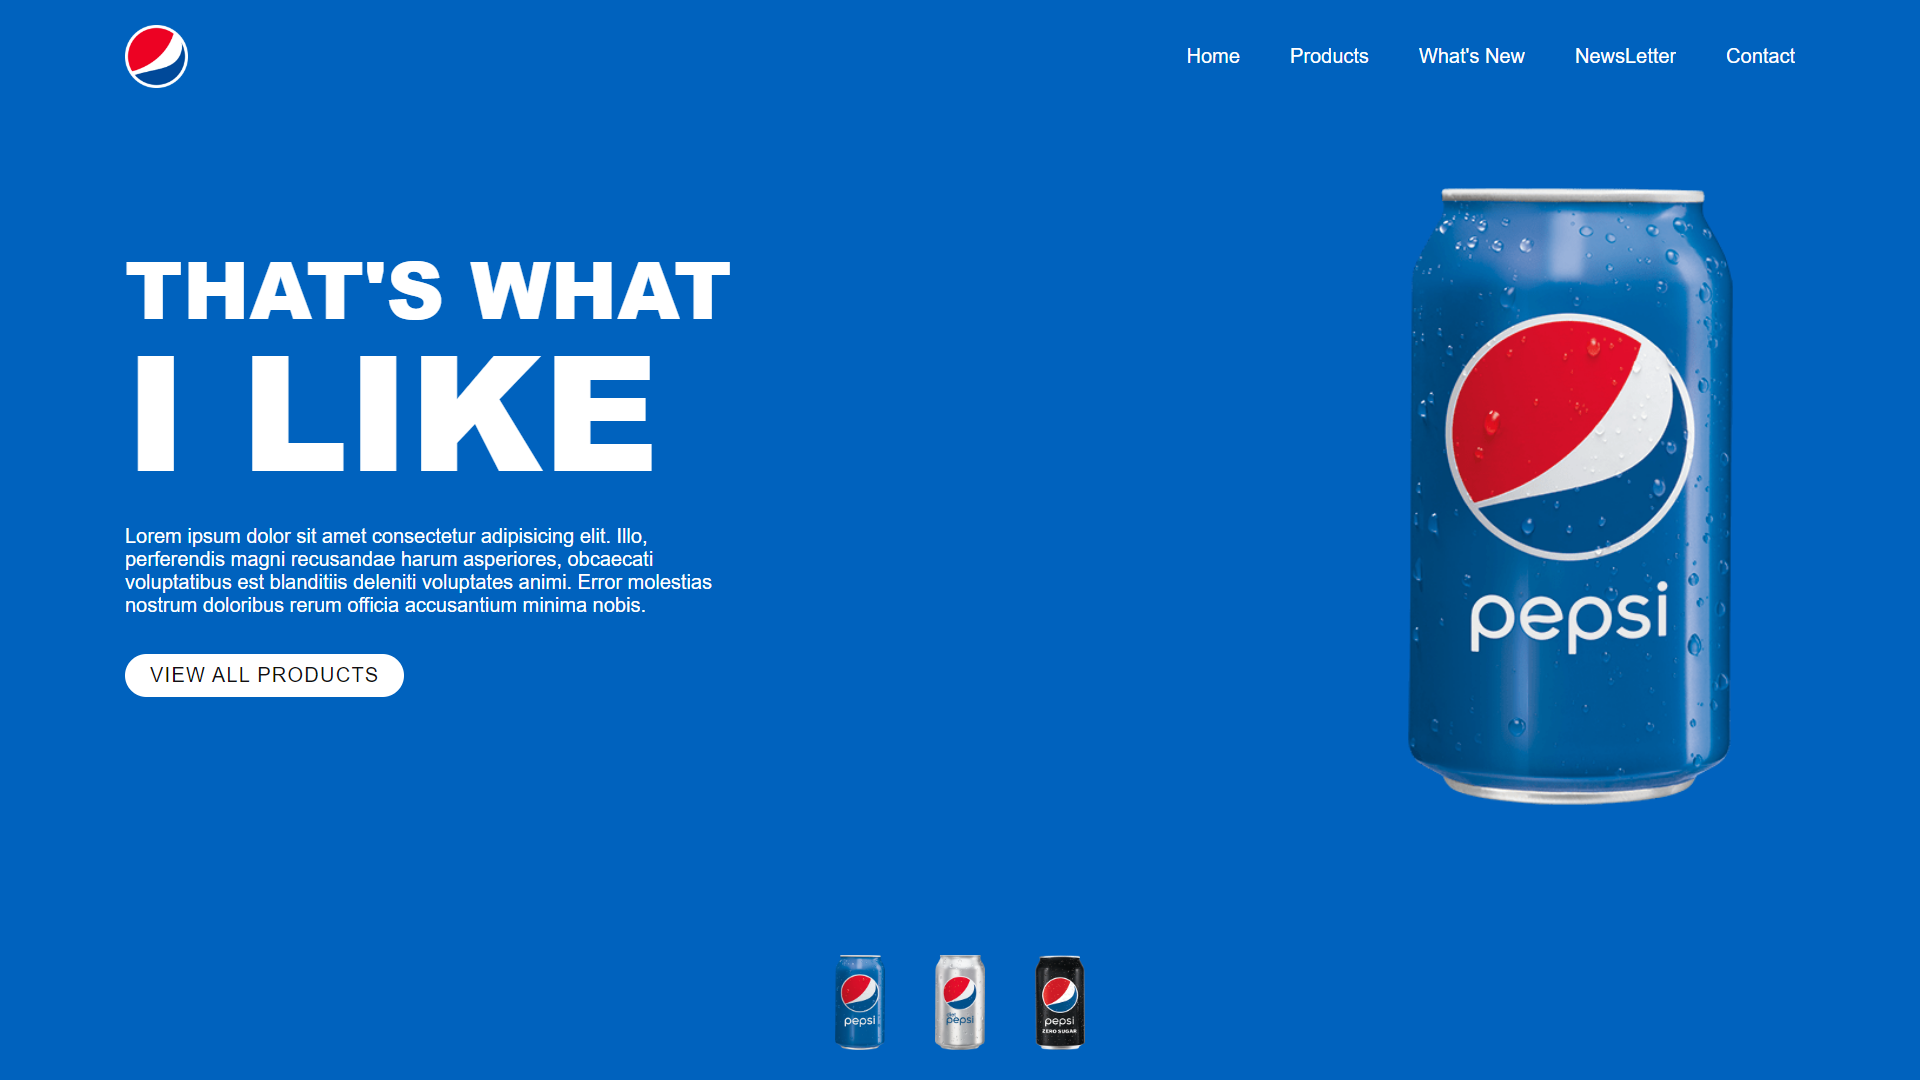 Home Products What's New NewsLetter Contact
THAT'S WHAT
I LIKE
Lorem ipsum dolor sit amet consectetur adipisicing elit. Illo,
perferendis magni recusandae harum asperiores, obcaecati
voluptatibus est blanditiis deleniti voluptates animi. Error molestias
nostrum doloribus rerum officia accusantium minima nobis.
VIEW ALL PRODUCTS
pepsi
pepsi
diet
pepsi
pepsi
ZERO SUGAR